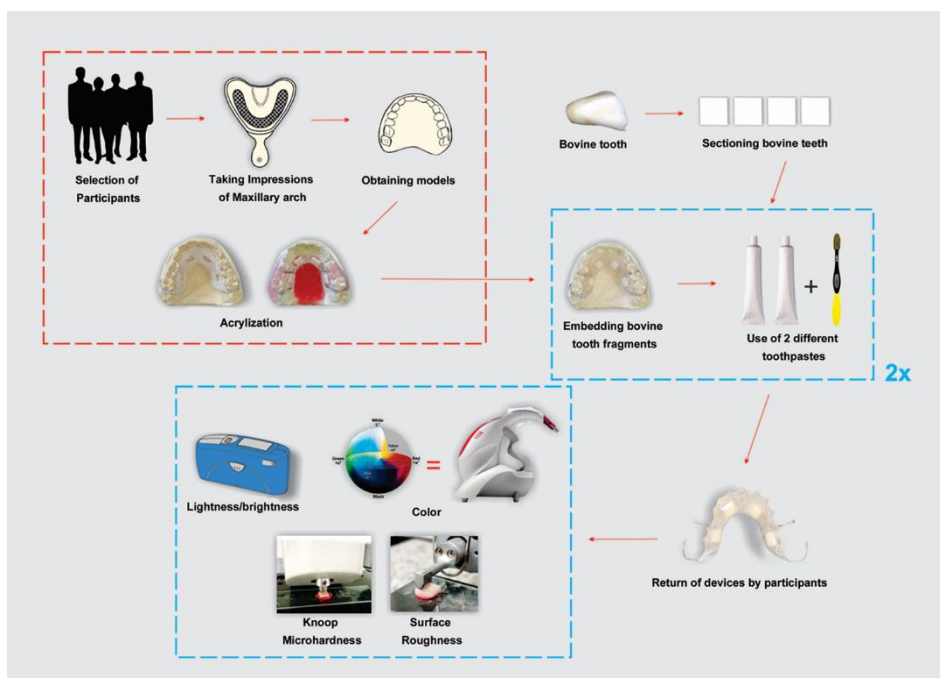 Selection of
Participants
Taking Impressions
of Maxillary arch
Obtaining models
Acrylization
Bovine tooth
Sectioning bovine teeth
Embedding bovine
tooth fragments
+
Use of 2 different
toothpastes
2x
Return of devices by participants
Lightness/brightness
White
L*
Yellow
Green
Red
Black
=
Color
Knoop
Microhardness
Surface
Roughness